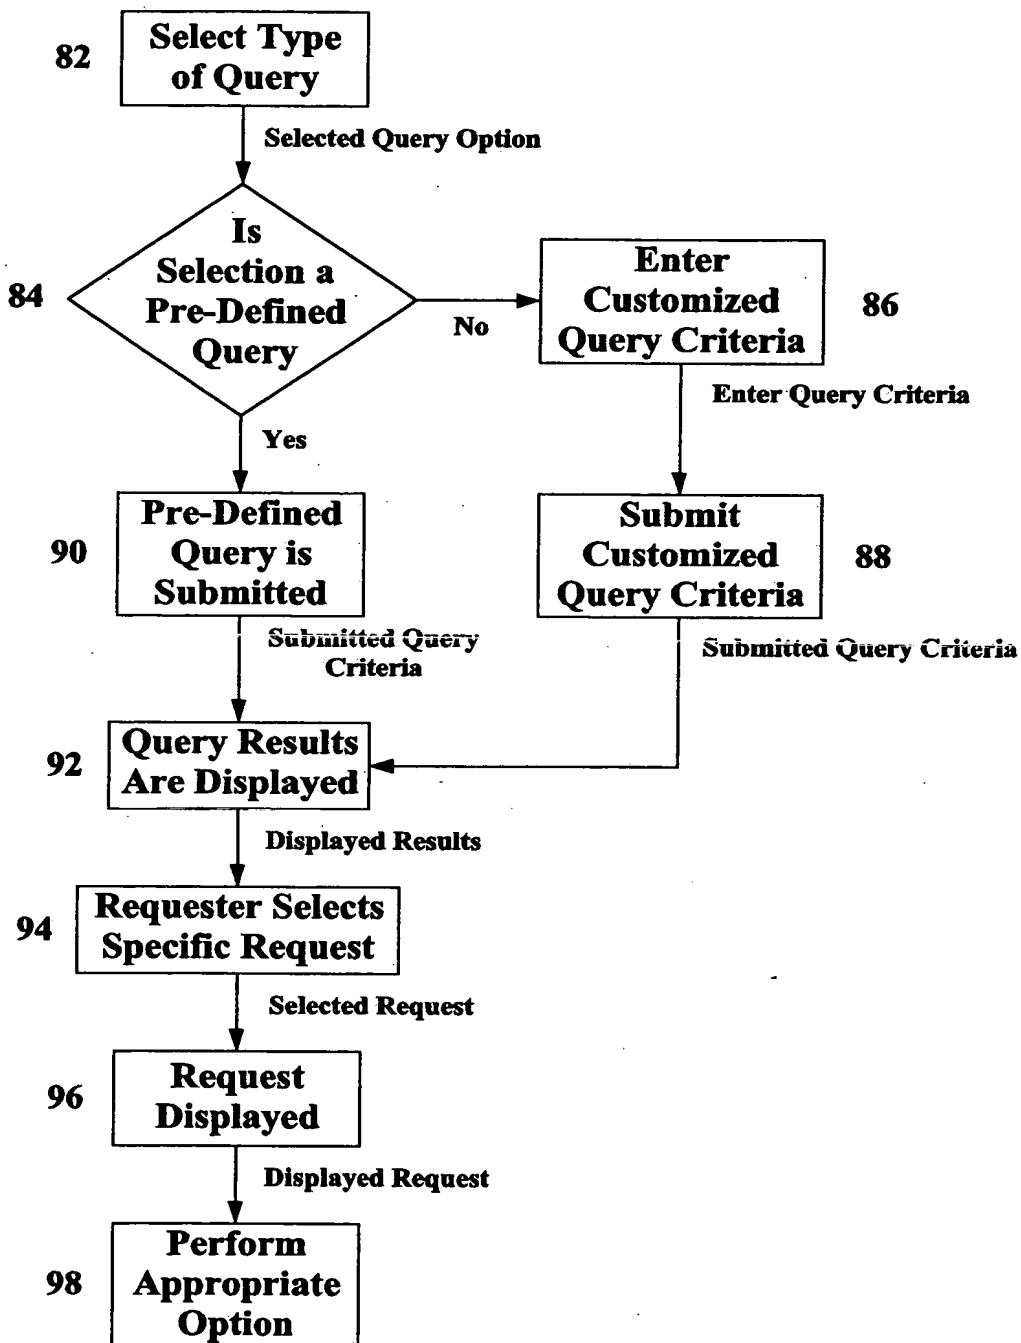 82
Select Type
of Query
Selected Query Option
84
Is
Selection a
Pre-Defined
Query
No
Enter
Customized
Query Criteria
86
Enter Query Criteria
Yes
90
Pre-Defined
Query is
Submitted
Submit
Customized
Query Criteria
88
Submitted Query
Criteria
Submitted Query Criteria
92
Query Results
Are Displayed
Displayed Results
94
Requester Selects
Specific Request
Selected Request
96
Request
Displayed
Displayed Request
98
Perform
Appropriate
Option